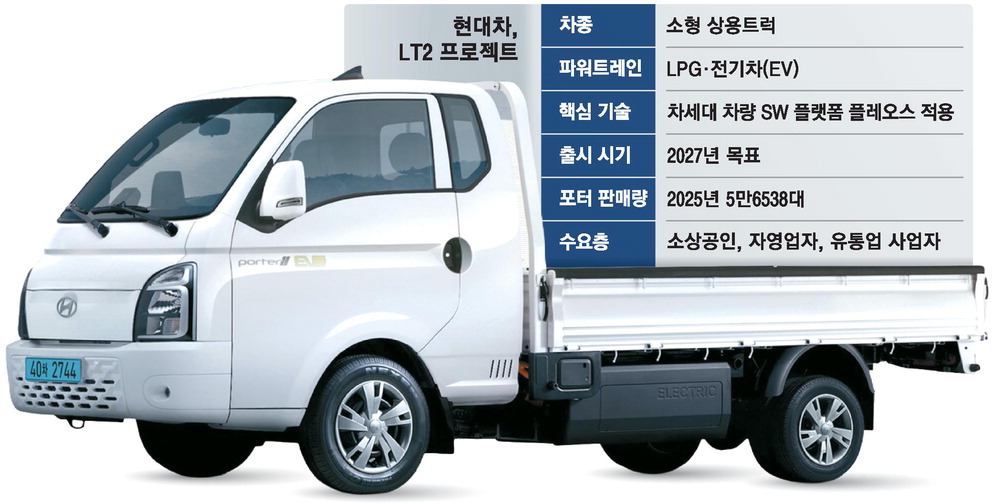 현대차,
LT2 프로젝트
차종 소형 상용트럭
파워트레인 LPG·전기차(EV)
핵심 기술 차세대 차량 SW 플랫폼 플레오스 적용
출시 시기 2027년 목표
포터 판매량 2025년 5만6538대
수요층 소상공인, 자영업자, 유통업 사업자
porter II EV
40차 2744
ELECTRIC